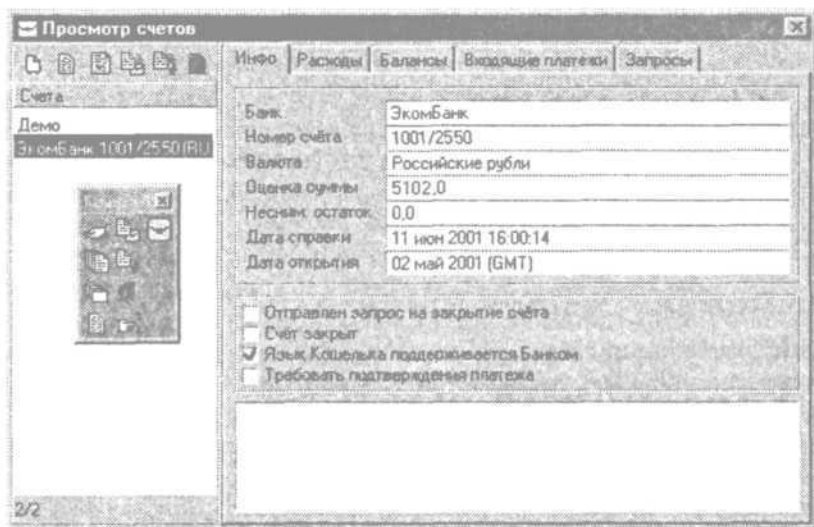 Просмотр счетов
Инфо Расходы Балансы Входящие платежи Запросы
Счета
Демо
ЭкомБанк 1001/2550 (RU
Банк ЭкомБанк
Номер счёта 1001/2550
Валюта Российские рубли
Оценка суммы 5102,0
Несним. остаток 0,0
Дата справки 11 июн 2001 16:00:14
Дата открытия 02 май 2001 (GMT)
Отправлен запрос на закрытие счёта
Счёт закрыт
Язык Кошелька поддерживается Банком
Требовать подтверждения платежа
2/2